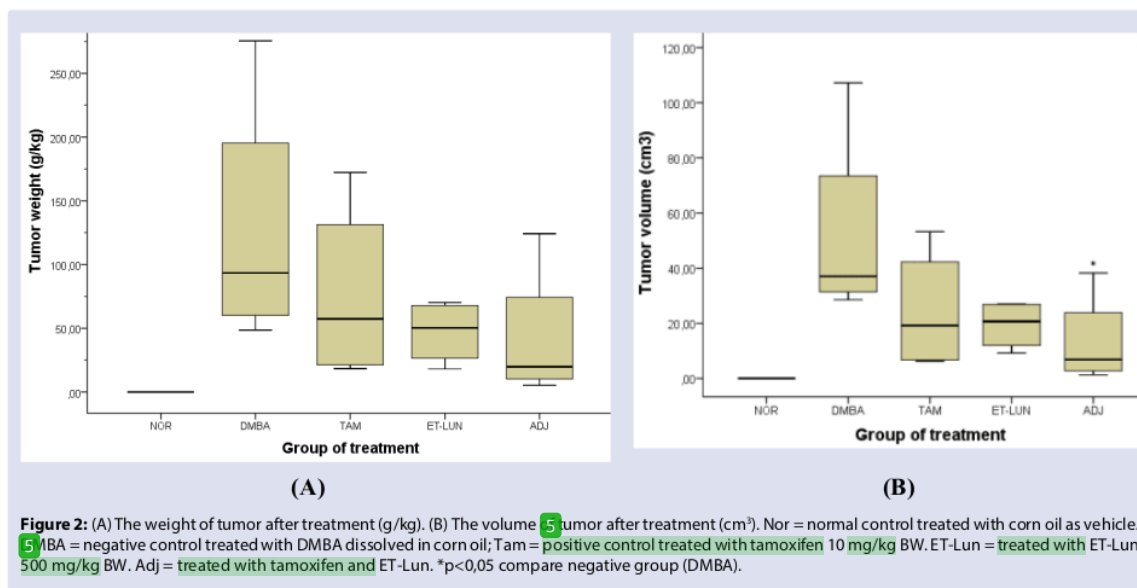 250,00
200,00
150,00
100,00
50,00
,00
Tumor weight (g/kg)
NOR DMBA TAM ET-LUN ADJ
Group of treatment
(A)
120,00
100,00
80,00
60,00
40,00
20,00
,00
Tumor volume (cm3)
*
NOR DMBA TAM ET-LUN ADJ
Group of treatment
(B)
Figure 2: (A) The weight of tumor after treatment (g/kg). (B) The volume 5 tumor after treatment (cm³). Nor = normal control treated with corn oil as vehicle.
5 MBA = negative control treated with DMBA dissolved in corn oil; Tam = positive control treated with tamoxifen 10 mg/kg BW. ET-Lun = treated with ET-Lun
500 mg/kg BW. Adj = treated with tamoxifen and ET-Lun. *p<0,05 compare negative group (DMBA).